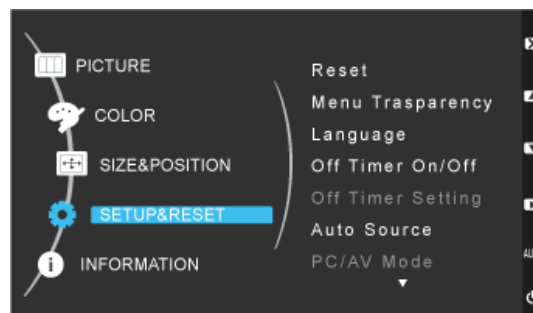 PICTURE
COLOR
SIZE&POSITION
SETUP&RESET
INFORMATION
Reset
Menu Trasparency
Language
Off Timer On/Off
Off Timer Setting
Auto Source
PC/AV Mode